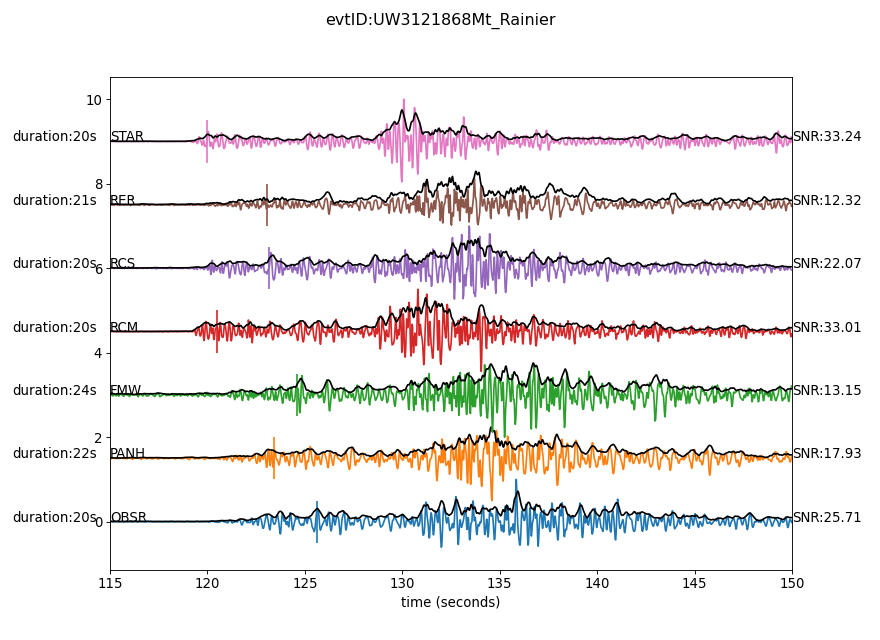 evtID:UW3121868Mt_Rainier
10
duration:20s STAR SNR:33.24
8
duration:21s RER SNR:12.32
duration:20s RCS SNR:22.07
6
duration:20s RCM SNR:33.01
4
duration:24s FMW SNR:13.15
2
duration:22s PANH SNR:17.93
duration:20s OBSR SNR:25.71
0
115 120 125 130 135 140 145 150
time (seconds)